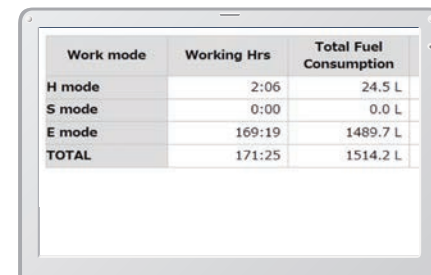 Work mode Working Hrs Total Fuel
Consumption
H mode 2:06 24.5 L
S mode 0:00 0.0 L
E mode 169:19 1489.7 L
TOTAL 171:25 1514.2 L